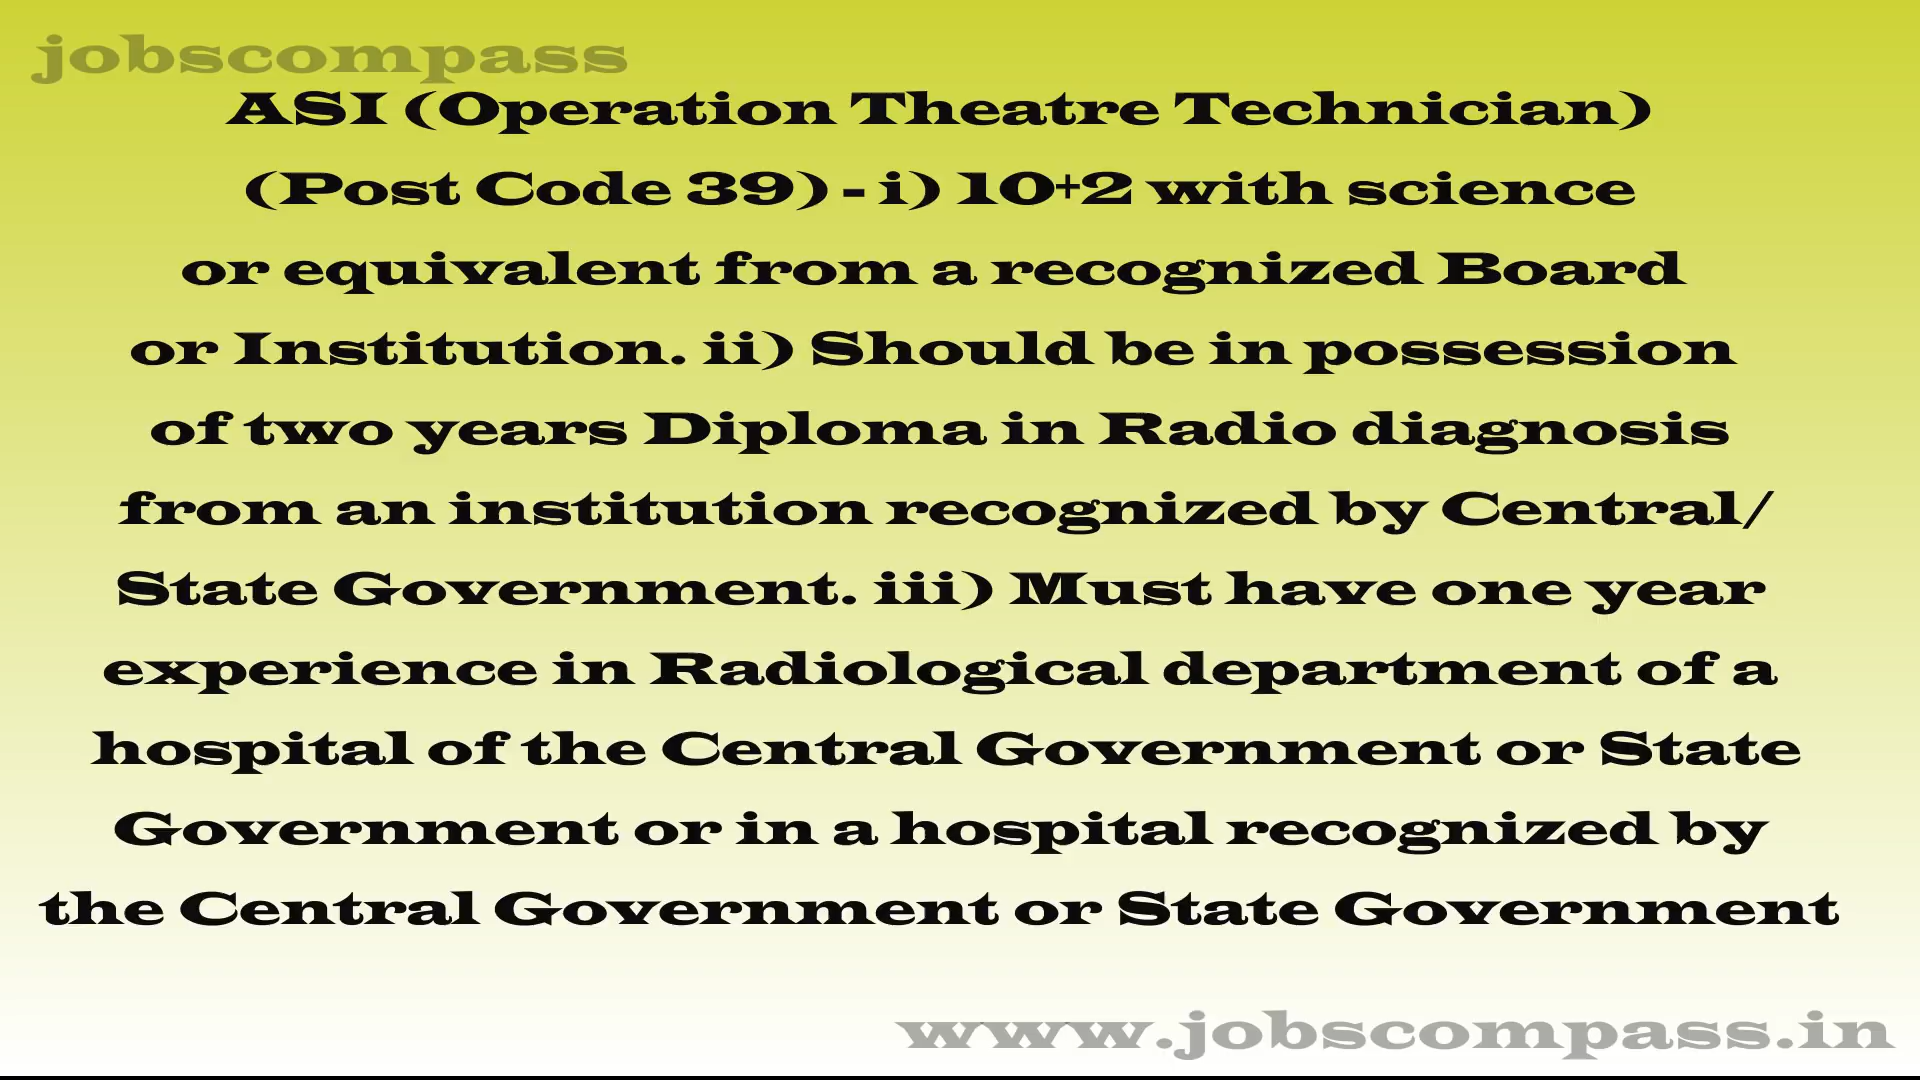 jobscompass
ASI (Operation Theatre Technician)
(Post Code 39) - i) 10+2 with science
or equivalent from a recognized Board
or Institution. ii) Should be in possession
of two years Diploma in Radio diagnosis
from an institution recognized by Central/
State Government. iii) Must have one year
experience in Radiological department of a
hospital of the Central Government or State
Government or in a hospital recognized by
the Central Government or State Government
www.jobscompass.in